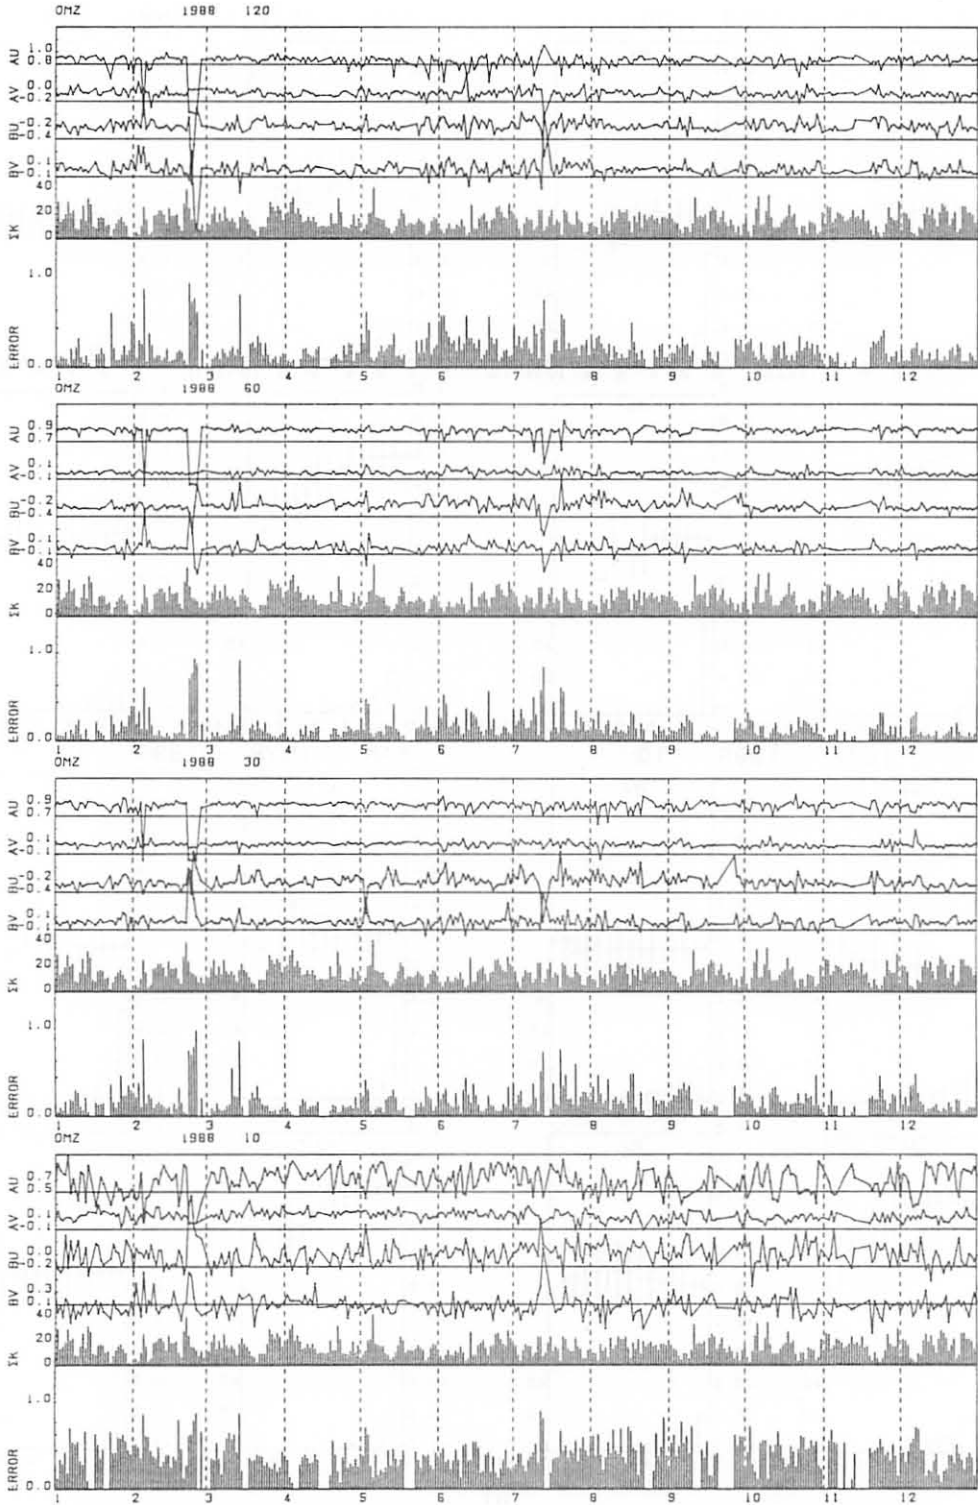 OMZ 1988 120
AU 1.0 0.8
AV 0.0 -0.2
BU -0.2 -0.4
BV 0.1 -0.1
ΣK 40 20 0
ERROR 1.0 0.0
1 2 3 4 5 6 7 8 9 10 11 12
OMZ 1988 60
AU 0.9 0.7
AV 0.1 -0.1
BU -0.2 -0.4
BV 0.1 -0.1
ΣK 40 20 0
ERROR 1.0 0.0
1 2 3 4 5 6 7 8 9 10 11 12
OMZ 1988 30
AU 0.9 0.7
AV 0.1 -0.1
BU -0.2 -0.4
BV 0.1 -0.1
ΣK 40 20 0
ERROR 1.0 0.0
1 2 3 4 5 6 7 8 9 10 11 12
OMZ 1988 10
AU 0.7 0.5
AV 0.1 -0.1
BU 0.0 -0.2
BV 0.3 0.1
ΣK 40 20 0
ERROR 1.0 0.0
1 2 3 4 5 6 7 8 9 10 11 12